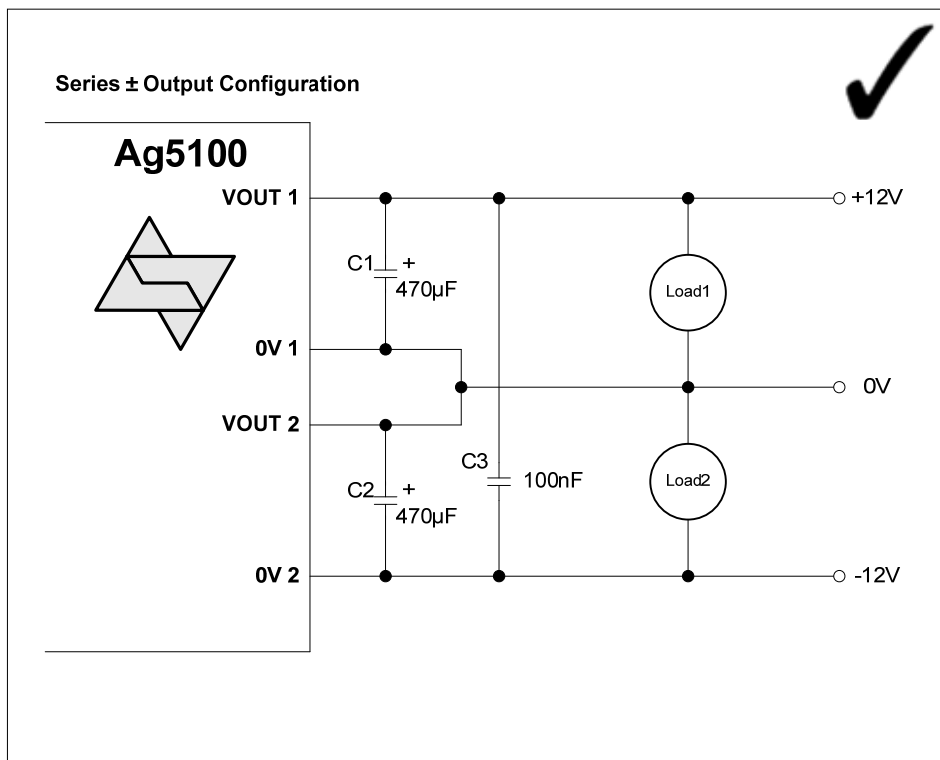 Series ± Output Configuration
Ag5100
VOUT 1
+12V
C1
+
470µF
Load1
0V 1
0V
VOUT 2
C3
100nF
C2
+
470µF
Load2
0V 2
-12V